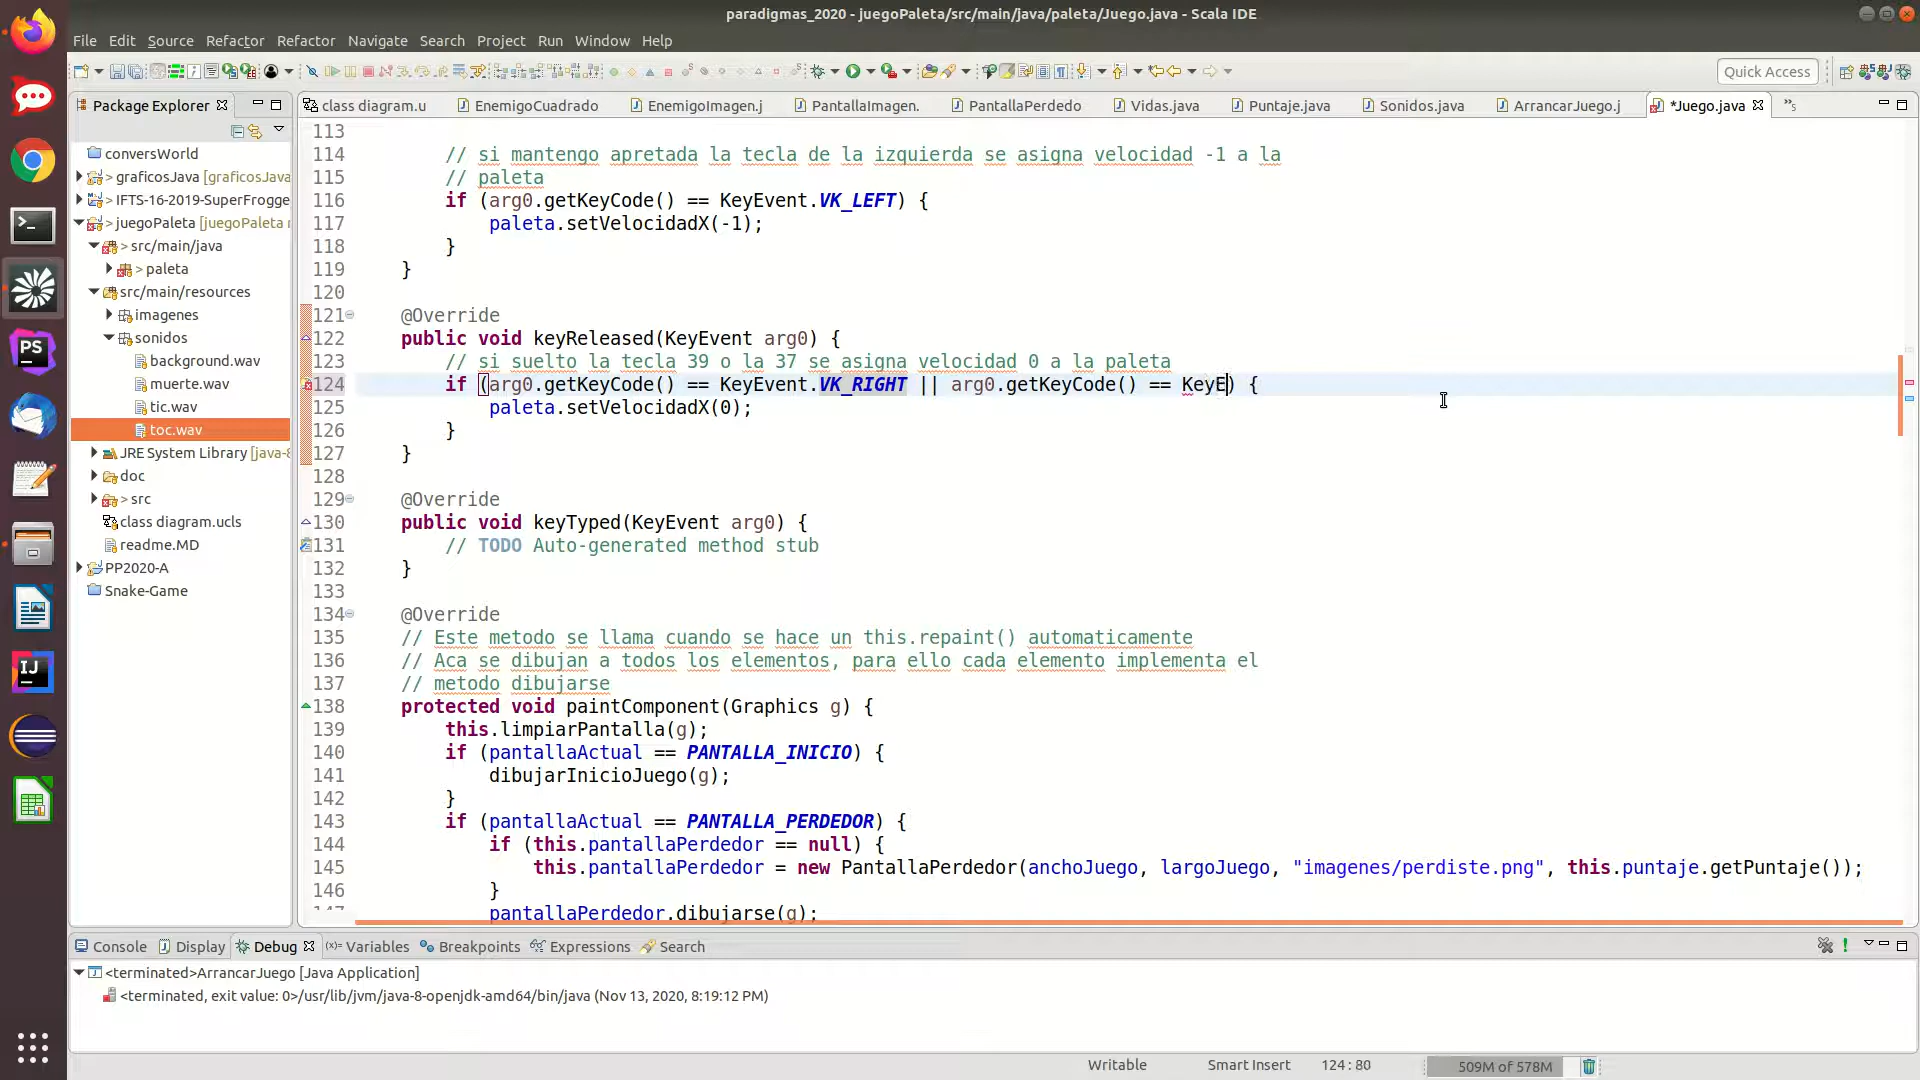 paradigmas_2020 - juegoPaleta/src/main/java/paleta/Juego.java - Scala IDE
File Edit Source Refactor Refactor Navigate Search Project Run Window Help
Quick Access
Package Explorer
class diagram.u EnemigoCuadrado EnemigoImagen.j PantallaImagen. PantallaPerdedo Vidas.java Puntaje.java Sonidos.java ArrancarJuego.j *Juego.java »5
conversWorld
> graficosJava [graficosJava
> IFTS-16-2019-SuperFrogge
> juegoPaleta [juegoPaleta r
> src/main/java
> paleta
src/main/resources
imagenes
sonidos
background.wav
muerte.wav
tic.wav
toc.wav
JRE System Library [java-8
doc
> src
class diagram.ucls
readme.MD
PP2020-A
Snake-Game
113
114 // si mantengo apretada la tecla de la izquierda se asigna velocidad -1 a la
115 // paleta
116 if (arg0.getKeyCode() == KeyEvent.VK_LEFT) {
117 paleta.setVelocidadX(-1);
118 }
119 }
120
121 @Override
122 public void keyReleased(KeyEvent arg0) {
123 // si suelto la tecla 39 o la 37 se asigna velocidad 0 a la paleta
124 if (arg0.getKeyCode() == KeyEvent.VK_RIGHT || arg0.getKeyCode() == KeyE) {
125 paleta.setVelocidadX(0);
126 }
127 }
128
129 @Override
130 public void keyTyped(KeyEvent arg0) {
131 // TODO Auto-generated method stub
132 }
133
134 @Override
135 // Este metodo se llama cuando se hace un this.repaint() automaticamente
136 // Aca se dibujan a todos los elementos, para ello cada elemento implementa el
137 // metodo dibujarse
138 protected void paintComponent(Graphics g) {
139 this.limpiarPantalla(g);
140 if (pantallaActual == PANTALLA_INICIO) {
141 dibujarInicioJuego(g);
142 }
143 if (pantallaActual == PANTALLA_PERDEDOR) {
144 if (this.pantallaPerdedor == null) {
145 this.pantallaPerdedor = new PantallaPerdedor(anchoJuego, largoJuego, "imagenes/perdiste.png", this.puntaje.getPuntaje());
146 }
147 pantallaPerdedor.dibujarse(g);
Console Display Debug Variables Breakpoints Expressions Search
<terminated>ArrancarJuego [Java Application]
<terminated, exit value: 0>/usr/lib/jvm/java-8-openjdk-amd64/bin/java (Nov 13, 2020, 8:19:12 PM)
Writable Smart Insert 124 : 80 509M of 578M